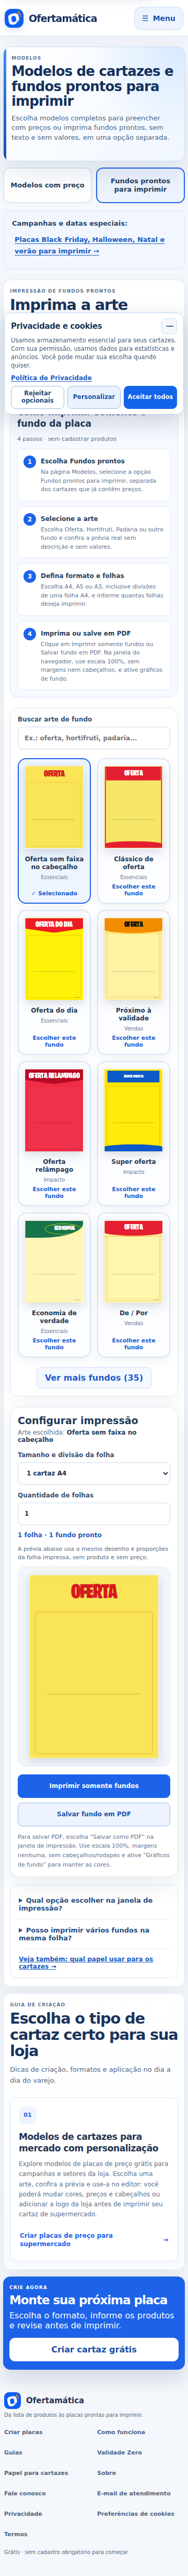 Ofertamática
☰ Menu
MODELOS
Modelos de cartazes e
fundos prontos para
imprimir
Escolha modelos completos para preencher
com preços ou imprima fundos prontos, sem
texto e sem valores, em uma opção separada.
Modelos com preço
Fundos prontos
para imprimir
Campanhas e datas especiais:
Placas Black Friday, Halloween, Natal e
verão para imprimir →
IMPRESSÃO DE FUNDOS PRONTOS
Imprima a arte
Privacidade e cookies
Usamos armazenamento essencial para seus cartazes.
Com sua permissão, usamos dados para estatísticas e
anúncios. Você pode mudar sua escolha quando
quiser.
Política de Privacidade
Rejeitar
opcionais
Personalizar
Aceitar todos
fundo da placa
4 passos · sem cadastrar produtos
1
Escolha Fundos prontos
Na página Modelos, selecione a opção
Fundos prontos para imprimir, separada
dos cartazes que já contêm preços.
2
Selecione a arte
Escolha Oferta, Hortifruti, Padaria ou outro
fundo e confira a prévia real sem
descrição e sem valores.
3
Defina formato e folhas
Escolha A4, A5 ou A3, inclusive divisões
de uma folha A4, e informe quantas folhas
deseja imprimir.
4
Imprima ou salve em PDF
Clique em Imprimir somente fundos ou
Salvar fundo em PDF. Na janela do
navegador, use escala 100%, sem
margens nem cabeçalhos, e ative gráficos
de fundo.
Buscar arte de fundo
Ex.: oferta, hortifruti, padaria...
OFERTA
Oferta sem faixa
no cabeçalho
Essenciais
✓ Selecionado
OFERTA
Clássico de
oferta
Essenciais
Escolher este
fundo
OFERTA DO DIA
Oferta do dia
Essenciais
Escolher este
fundo
OFERTA
Próximo à
validade
Vendas
Escolher este
fundo
OFERTA RELÂMPAGO
Oferta
relâmpago
Impacto
Escolher este
fundo
SUPER OFERTA
Super oferta
Impacto
Escolher este
fundo
ECONOMIA
Economia de
verdade
Essenciais
Escolher este
fundo
OFERTA
De / Por
Vendas
Escolher este
fundo
Ver mais fundos (35)
Configurar impressão
Arte escolhida: Oferta sem faixa no
cabeçalho
Tamanho e divisão da folha
1 cartaz A4
Quantidade de folhas
1
1 folha · 1 fundo pronto
A prévia abaixo usa o mesmo desenho e proporções
da folha impressa, sem produto e sem preço.
OFERTA
Imprimir somente fundos
Salvar fundo em PDF
Para salvar PDF, escolha “Salvar como PDF” na
janela de impressão. Use escala 100%, margens
nenhuma, sem cabeçalhos/rodapés e ative “Gráficos
de fundo” para manter as cores.
▸ Qual opção escolher na janela de
impressão?
▸ Posso imprimir vários fundos na
mesma folha?
Veja também: qual papel usar para os
cartazes →
GUIA DE CRIAÇÃO
Escolha o tipo de
cartaz certo para sua
loja
Dicas de criação, formatos e aplicação no dia a
dia do varejo.
01
Modelos de cartazes para
mercado com personalização
Explore modelos de placas de preço grátis para
campanhas e setores da loja. Escolha uma
arte, confira a prévia e use-a no editor: você
poderá mudar cores, preços e cabeçalhos ou
adicionar a logo da loja antes de imprimir seu
cartaz de supermercado.
Criar placas de preço para
supermercado
→
CRIE AGORA
Monte sua próxima placa
Escolha o formato, informe os produtos
e revise antes de imprimir.
Criar cartaz grátis
Ofertamática
Da lista de produtos às placas prontas para imprimir.
Criar placas
Como funciona
Guias
Validade Zero
Papel para cartazes
Sobre
Fale conosco
E-mail de atendimento
Privacidade
Preferências de cookies
Termos
Grátis · sem cadastro obrigatório para começar